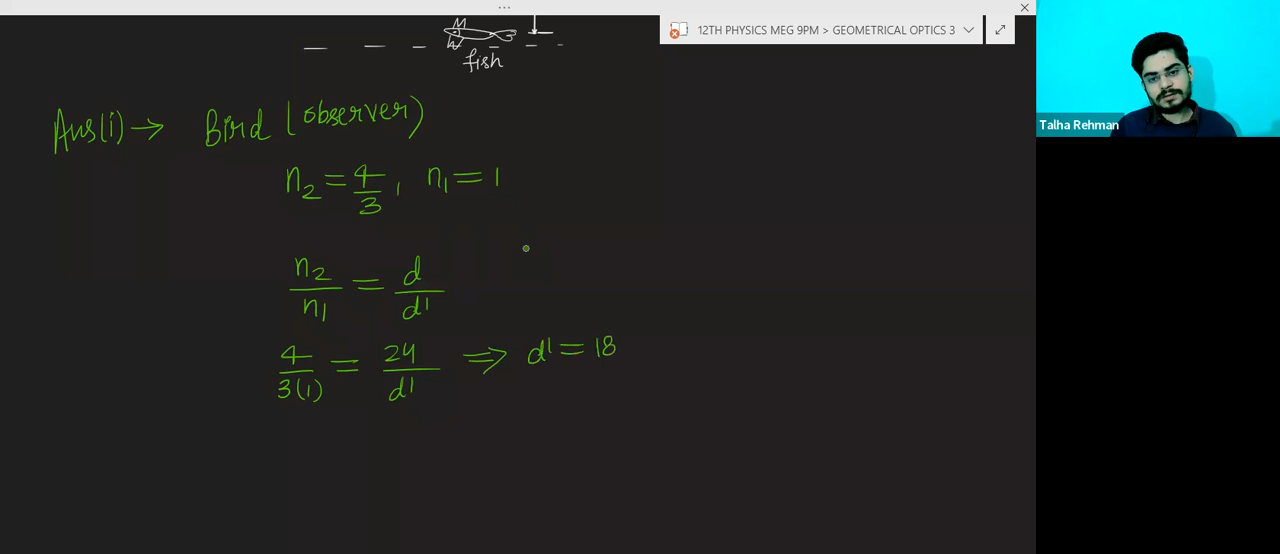 12TH PHYSICS MEG 9PM > GEOMETRICAL OPTICS 3
fish
Talha Rehman
Ans(i) → Bird (observer)
n₂ = 4/3, n₁ = 1
n₂/n₁ = d/d'
4/3(1) = 24/d' ⇒ d' = 18